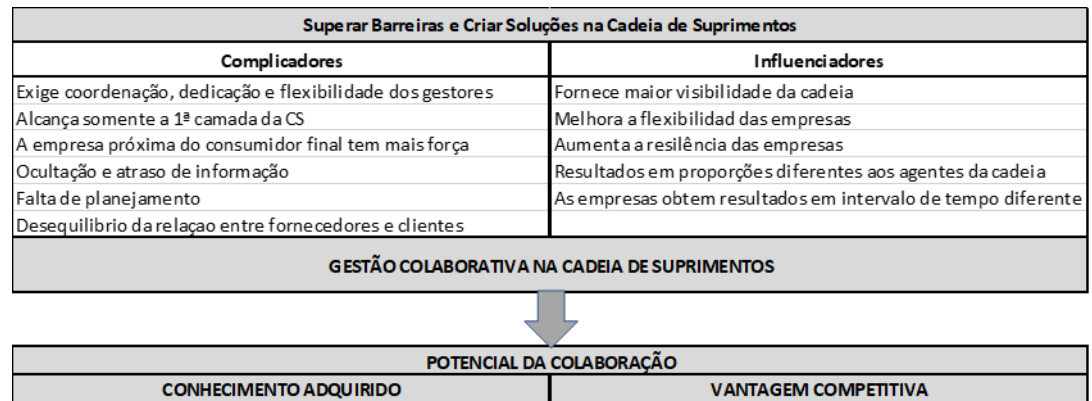 Superar Barreiras e Criar Soluções na Cadeia de Suprimentos
Complicadores
Influenciadores
Exige coordenação, dedicação e flexibilidade dos gestores
Fornece maior visibilidade da cadeia
Alcança somente a 1ª camada da CS
Melhora a flexibilidad das empresas
A empresa próxima do consumidor final tem mais força
Aumenta a resilência das empresas
Ocultação e atraso de informação
Resultados em proporções diferentes aos agentes da cadeia
Falta de planejamento
As empresas obtem resultados em intervalo de tempo diferente
Desequilibrio da relaçao entre fornecedores e clientes
GESTÃO COLABORATIVA NA CADEIA DE SUPRIMENTOS
POTENCIAL DA COLABORAÇÃO
CONHECIMENTO ADQUIRIDO
VANTAGEM COMPETITIVA